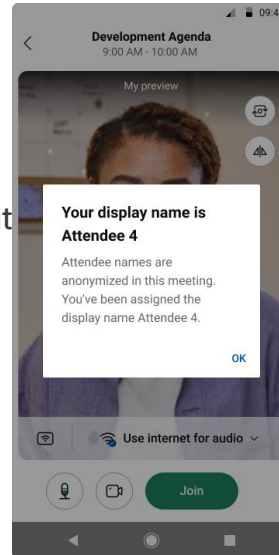 09:4
Development Agenda
9:00 AM - 10:00 AM
My preview
t
Your display name is
Attendee 4
Attendee names are
anonymized in this meeting.
You've been assigned the
display name Attendee 4.
OK
Use internet for audio
Join